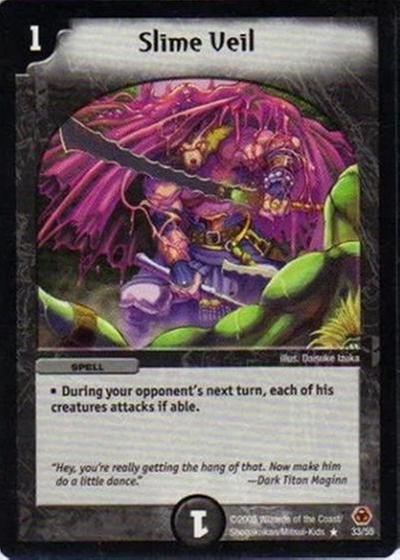 1
Slime Veil
illus. Daisuke Izuka
SPELL
▪ During your opponent's next turn, each of his
creatures attacks if able.
"Hey, you're really getting the hang of that. Now make him
do a little dance." —Dark Titan Maginn
1
©2005 Wizards of the Coast/
Shogakukan/Mitsui-Kids ★ 33/55